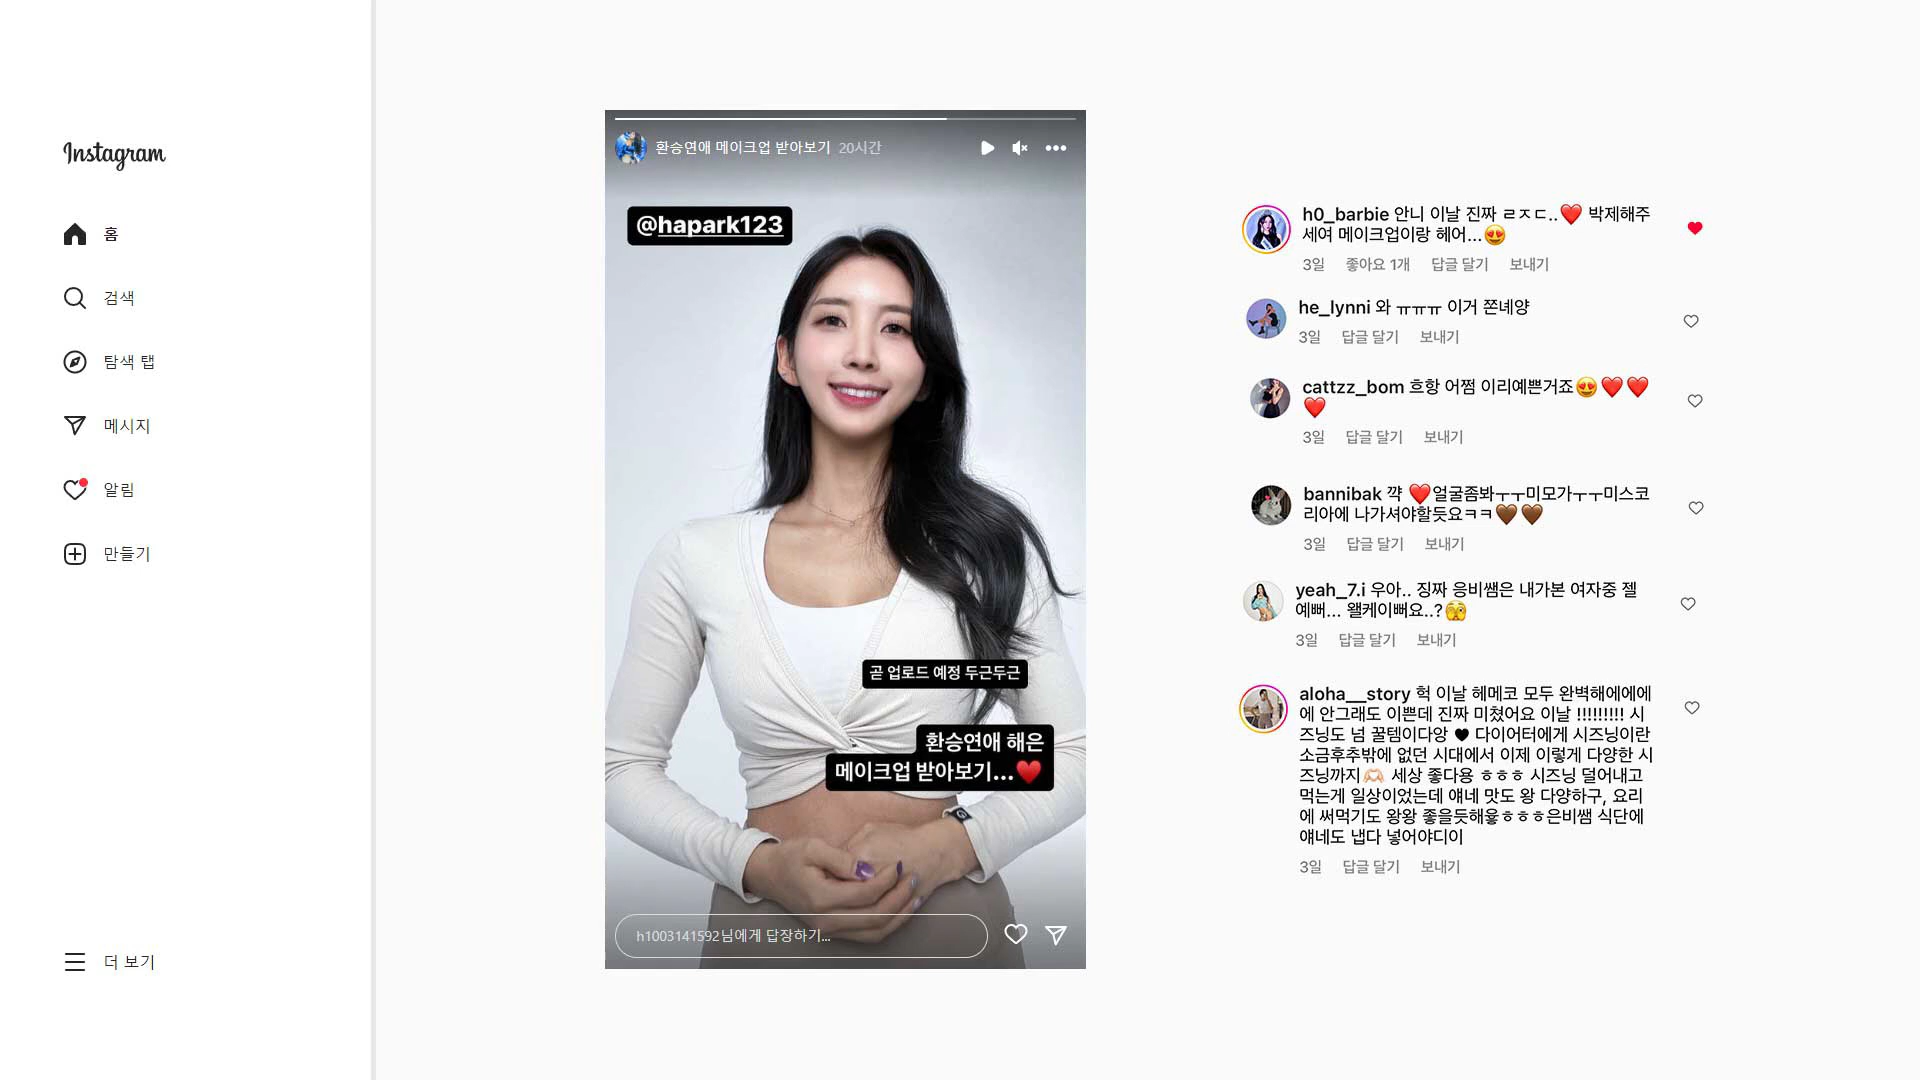 Instagram
홈
검색
탐색 탭
메시지
알림
만들기
더 보기
환승연애 메이크업 받아보기 20시간
@hapark123
곧 업로드 예정 두근두근
환승연애 해은
메이크업 받아보기...❤️
h1003141592님에게 답장하기...
h0_barbie 안니 이날 진짜 ㄹㅈㄷ..❤️ 박제해주
세여 메이크업이랑 헤어...😍
3일 좋아요 1개 답글 달기 보내기
he_lynni 와 ㅠㅠㅠ 이거 쫀네양
3일 답글 달기 보내기
cattzz_bom 흐항 어쩜 이리예쁜거죠😍❤️❤️
❤️
3일 답글 달기 보내기
bannibak 꺅 ❤️얼굴좀봐ㅜㅜ미모가ㅜㅜ미스코
리아에 나가셔야할듯요ㅋㅋ🤎🤎
3일 답글 달기 보내기
yeah_7.i 우아.. 징짜 응비쌤은 내가본 여자중 젤
예뻐... 왤케이뻐요..?🫣
3일 답글 달기 보내기
aloha__story 헉 이날 헤메코 모두 완벽해에에에
에 안그래도 이쁜데 진짜 미쳤어요 이날 !!!!!!!!! 시
즈닝도 넘 꿀템이다앙 🖤 다이어터에게 시즈닝이란
소금후추밖에 없던 시대에서 이제 이렇게 다양한 시
즈닝까지🫶🏻 세상 좋다용 ㅎㅎㅎ 시즈닝 덜어내고
먹는게 일상이었는데 얘네 맛도 왕 다양하구, 요리
에 써먹기도 왕왕 좋을듯해욯ㅎㅎㅎ은비쌤 식단에
얘네도 냅다 넣어야디이
3일 답글 달기 보내기